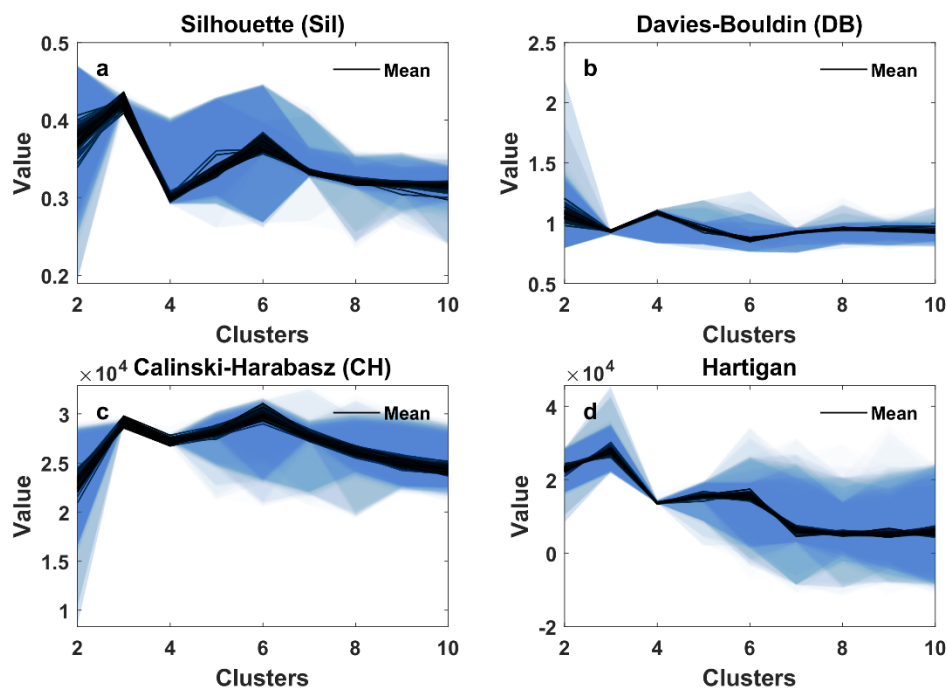 Silhouette (Sil)
0.5
a
Mean
0.4
0.3
0.2
Value
2 4 6 8 10
Clusters
Davies-Bouldin (DB)
2.5
b
Mean
2
1.5
1
0.5
Value
2 4 6 8 10
Clusters
×10⁴ Calinski-Harabasz (CH)
3
c
Mean
2.5
2
1.5
1
Value
2 4 6 8 10
Clusters
×10⁴ Hartigan
d
Mean
4
2
0
-2
Value
2 4 6 8 10
Clusters